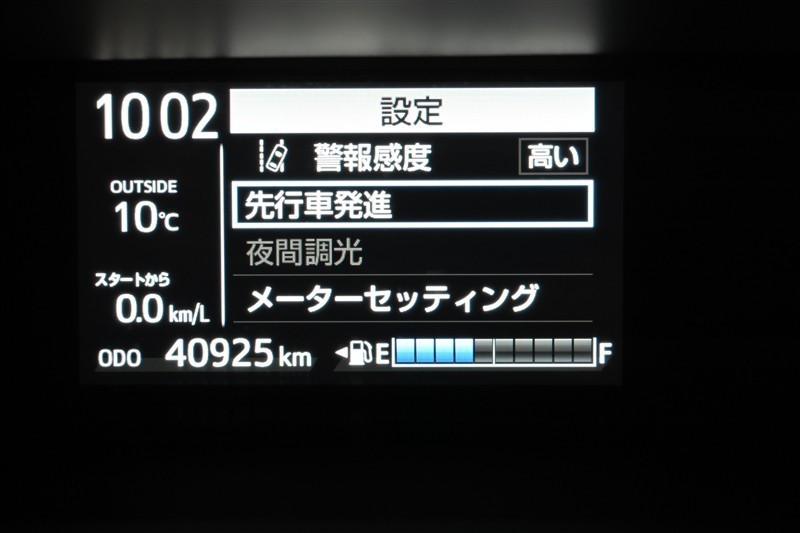 10 02
設定
警報感度 高い
OUTSIDE
10℃
先行車発進
夜間調光
スタートから
0.0 km/L
メーターセッティング
ODO 40925 km
E F